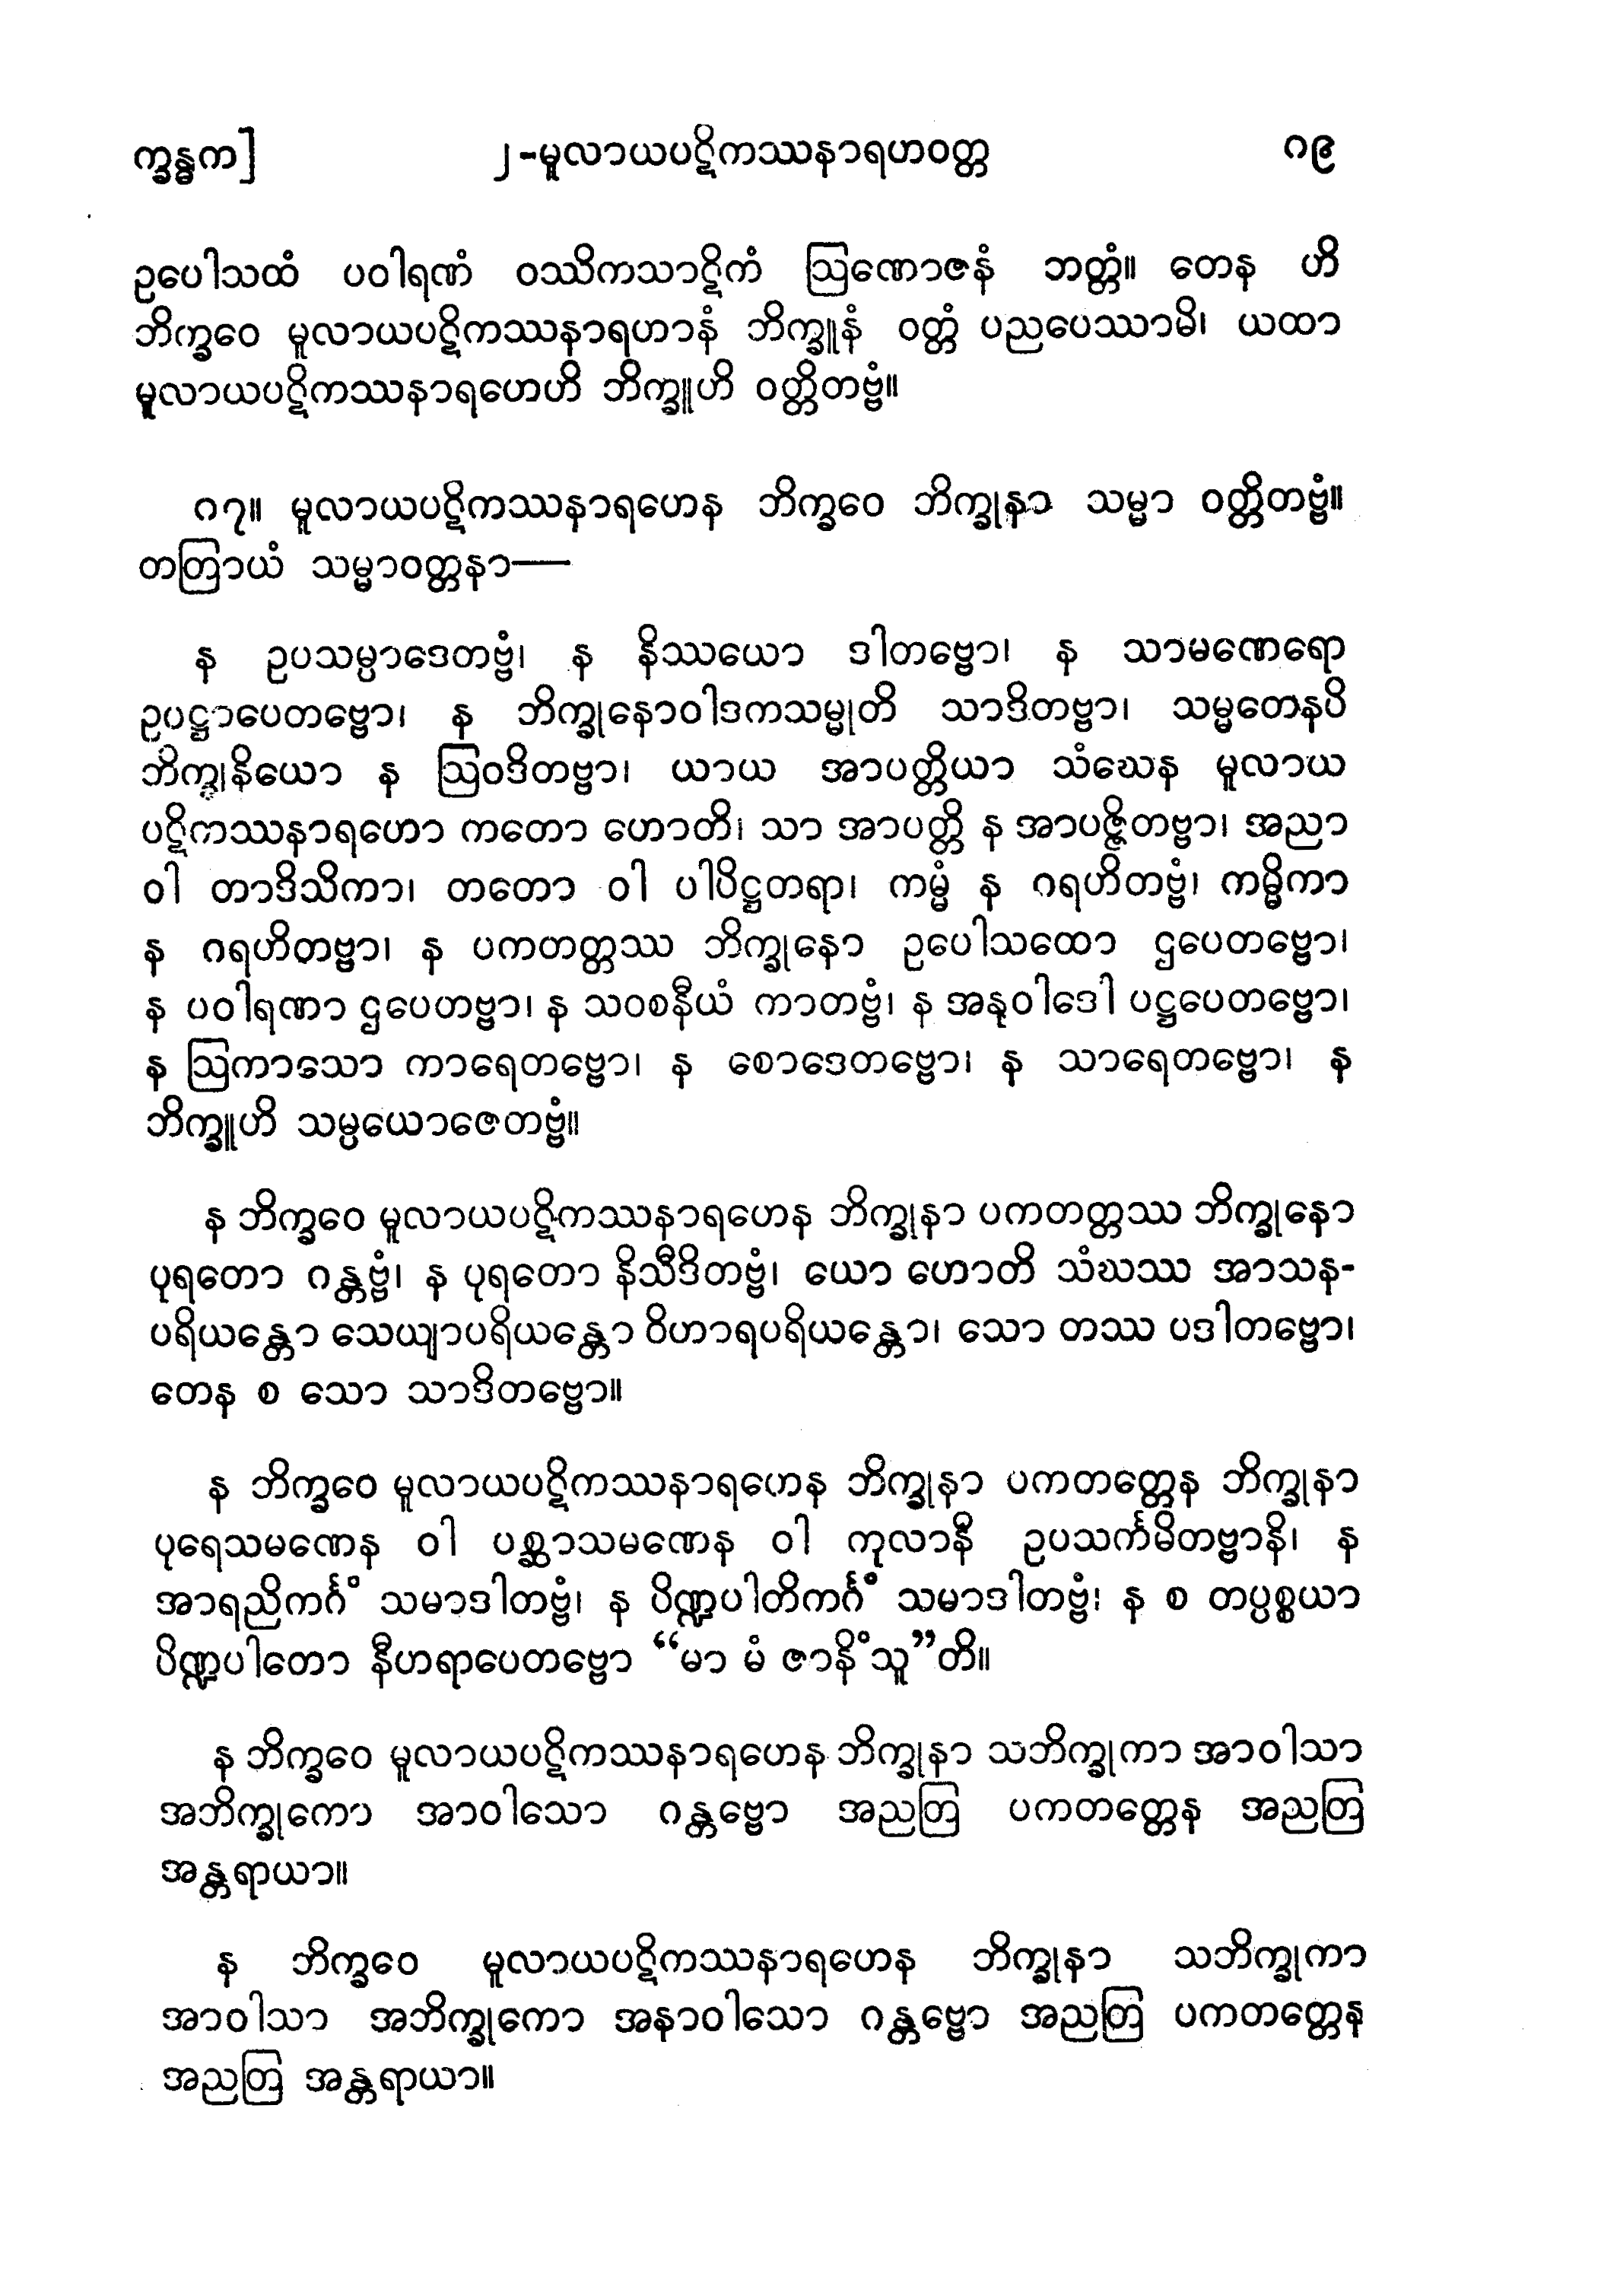 က္ခန္ဓက] ၂-မူလာယပဋိကဿနာရဟဝတ္တ ဂ၉
ဥပေါသထံ ပဝါရဏံ ဝဿိကသာဋိကံ ဩဏောဇနံ ဘတ္တံ။ တေန ဟိ
ဘိက္ခဝေ မူလာယပဋိကဿနာရဟာနံ ဘိက္ခူနံ ဝတ္တံ ပညပေဿာမိ၊ ယထာ
မူလာယပဋိကဿနာရဟေဟိ ဘိက္ခူဟိ ဝတ္တိတဗ္ဗံ။
ဂ၇။ မူလာယပဋိကဿနာရဟေန ဘိက္ခဝေ ဘိက္ခုနာ သမ္မာ ဝတ္တိတဗ္ဗံ။
တတြာယံ သမ္မာဝတ္တနာ—
န ဥပသမ္ပာဒေတဗ္ဗံ၊ န နိဿယော ဒါတဗ္ဗော၊ န သာမဏေရော
ဥပဋ္ဌာပေတဗ္ဗော၊ န ဘိက္ခုနောဝါဒကသမ္မုတိ သာဒိတဗ္ဗာ၊ သမ္မတေနပိ
ဘိက္ခုနိယော န ဩဝဒိတဗ္ဗာ၊ ယာယ အာပတ္တိယာ သံဃေန မူလာယ
ပဋိကဿနာရဟော ကတော ဟောတိ၊ သာ အာပတ္တိ န အာပဇ္ဇိတဗ္ဗာ၊ အညာ
ဝါ တာဒိသိကာ၊ တတော ဝါ ပါပိဋ္ဌတရာ၊ ကမ္မံ န ဂရဟိတဗ္ဗံ၊ ကမ္မိကာ
န ဂရဟိတဗ္ဗာ၊ န ပကတတ္တဿ ဘိက္ခုနော ဥပေါသထော ဌပေတဗ္ဗော၊
န ပဝါရဏာ ဌပေတဗ္ဗာ၊ န သဝစနီယံ ကာတဗ္ဗံ၊ န အနုဝါဒေါ ပဋ္ဌပေတဗ္ဗော၊
န ဩကာသော ကာရေတဗ္ဗော၊ န စောဒေတဗ္ဗော၊ န သာရေတဗ္ဗော၊ န
ဘိက္ခူဟိ သမ္ပယောဇေတဗ္ဗံ။
န ဘိက္ခဝေ မူလာယပဋိကဿနာရဟေန ဘိက္ခုနာ ပကတတ္တဿ ဘိက္ခုနော
ပုရတော ဂန္တဗ္ဗံ၊ န ပုရတော နိသီဒိတဗ္ဗံ၊ ယော ဟောတိ သံဃဿ အာသန-
ပရိယန္တော သေယျာပရိယန္တော ဝိဟာရပရိယန္တော၊ သော တဿ ပဒါတဗ္ဗော၊
တေန စ သော သာဒိတဗ္ဗော။
န ဘိက္ခဝေ မူလာယပဋိကဿနာရဟေန ဘိက္ခုနာ ပကတတ္တေန ဘိက္ခုနာ
ပုရေသမဏေန ဝါ ပစ္ဆာသမဏေန ဝါ ကုလာနိ ဥပသင်္ကမိတဗ္ဗာနိ၊ န
အာရညိကင်္ဂံ သမာဒါတဗ္ဗံ၊ န ပိဏ္ဍပါတိကင်္ဂံ သမာဒါတဗ္ဗံ၊ န စ တပ္ပစ္စယာ
ပိဏ္ဍပါတော နီဟရာပေတဗ္ဗော “မာ မံ ဇာနိံသူ”တိ။
န ဘိက္ခဝေ မူလာယပဋိကဿနာရဟေန ဘိက္ခုနာ သဘိက္ခုကာ အာဝါသာ
အဘိက္ခုကော အာဝါသော ဂန္တဗ္ဗော အညတြ ပကတတ္တေန အညတြ
အန္တရာယာ။
န ဘိက္ခဝေ မူလာယပဋိကဿနာရဟေန ဘိက္ခုနာ သဘိက္ခုကာ
အာဝါသာ အဘိက္ခုကော အနာဝါသော ဂန္တဗ္ဗော အညတြ ပကတတ္တေန
အညတြ အန္တရာယာ။